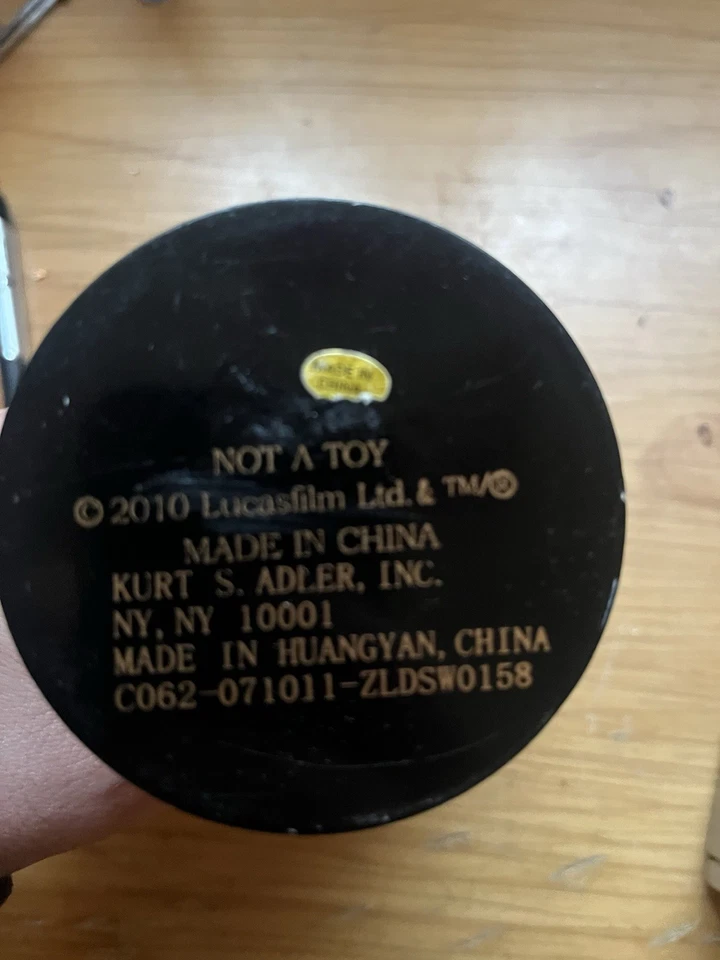 MADE IN
CHINA
NOT A TOY
© 2010 Lucasfilm Ltd. & TM/®
MADE IN CHINA
KURT S. ADLER, INC.
NY, NY 10001
MADE IN HUANGYAN, CHINA
C062-071011-ZLDSW0158